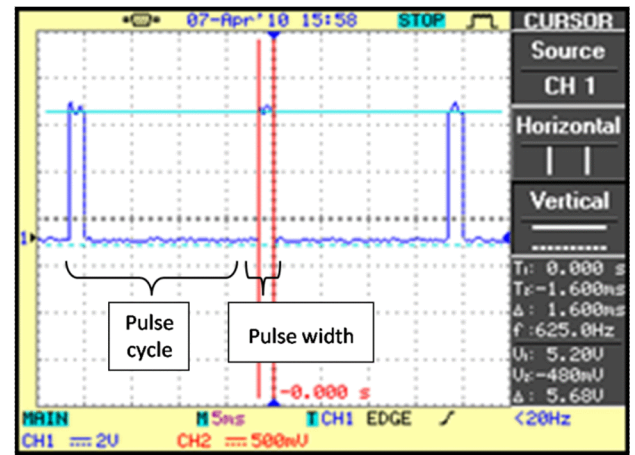 07-Apr'10 15:58 STOP
CURSOR
Source
CH 1
Horizontal
Vertical
1
T1: 0.000 s
T2:-1.600ms
Δ: 1.600ms
f:625.0Hz
V1: 5.20V
V2:-480mV
Δ: 5.68V
Pulse cycle
Pulse width
-0.000 s
MAIN M 5ms T CH1 EDGE <20Hz
CH1 2V CH2 500mV